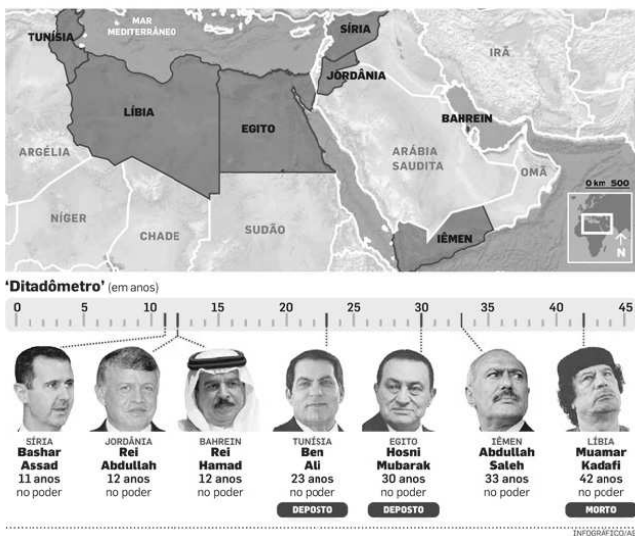 MAR
MEDITERRÂNEO
TUNÍSIA
SÍRIA
IRÃ
JORDÂNIA
LÍBIA
EGITO
BAHREIN
ARGÉLIA
ARÁBIA
SAUDITA
OMÃ
0 km 500
NÍGER
CHADE
SUDÃO
IÊMEN
N
'Ditadômetro' (em anos)
0 5 10 15 20 25 30 35 40 45
SÍRIA
Bashar
Assad
11 anos
no poder
JORDÂNIA
Rei
Abdullah
12 anos
no poder
BAHREIN
Rei
Hamad
12 anos
no poder
TUNÍSIA
Ben
Ali
23 anos
no poder
DEPOSTO
EGITO
Hosni
Mubarak
30 anos
no poder
DEPOSTO
IÊMEN
Abdullah
Saleh
33 anos
no poder
LÍBIA
Muamar
Kadafi
42 anos
no poder
MORTO
INFOGRÁFICO/AE